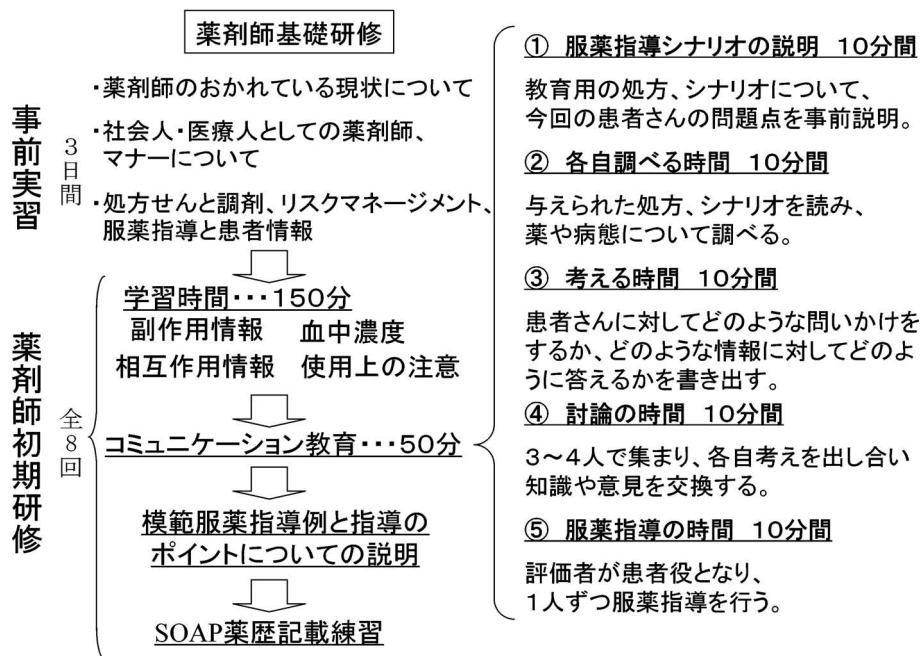 事前実習
3日間
薬剤師基礎研修
・薬剤師のおかれている現状について
・社会人・医療人としての薬剤師、
マナーについて
・処方せんと調剤、リスクマネージメント、
服薬指導と患者情報
薬剤師初期研修
全8回
学習時間･･･150分
副作用情報 血中濃度
相互作用情報 使用上の注意
コミュニケーション教育･･･50分
模範服薬指導例と指導の
ポイントについての説明
SOAP薬歴記載練習
① 服薬指導シナリオの説明 10分間
教育用の処方、シナリオについて、
今回の患者さんの問題点を事前説明。
② 各自調べる時間 10分間
与えられた処方、シナリオを読み、
薬や病態について調べる。
③ 考える時間 10分間
患者さんに対してどのような問いかけを
するか、どのような情報に対してどのよ
うに答えるかを書き出す。
④ 討論の時間 10分間
3～4人で集まり、各自考えを出し合い
知識や意見を交換する。
⑤ 服薬指導の時間 10分間
評価者が患者役となり、
1人ずつ服薬指導を行う。